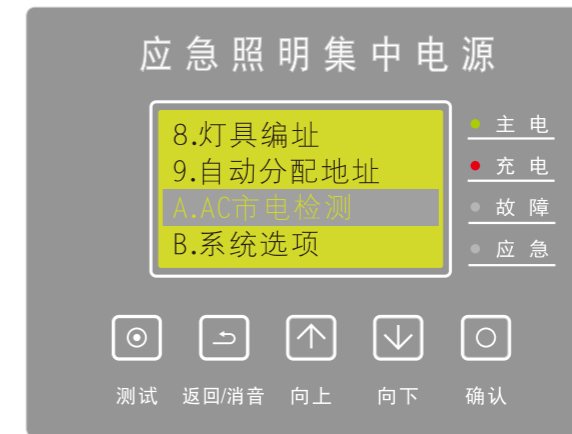 应急照明集中电源
8.灯具编址
9.自动分配地址
A.AC市电检测
B.系统选项
主电
充电
故障
应急
测试 返回/消音 向上 向下 确认